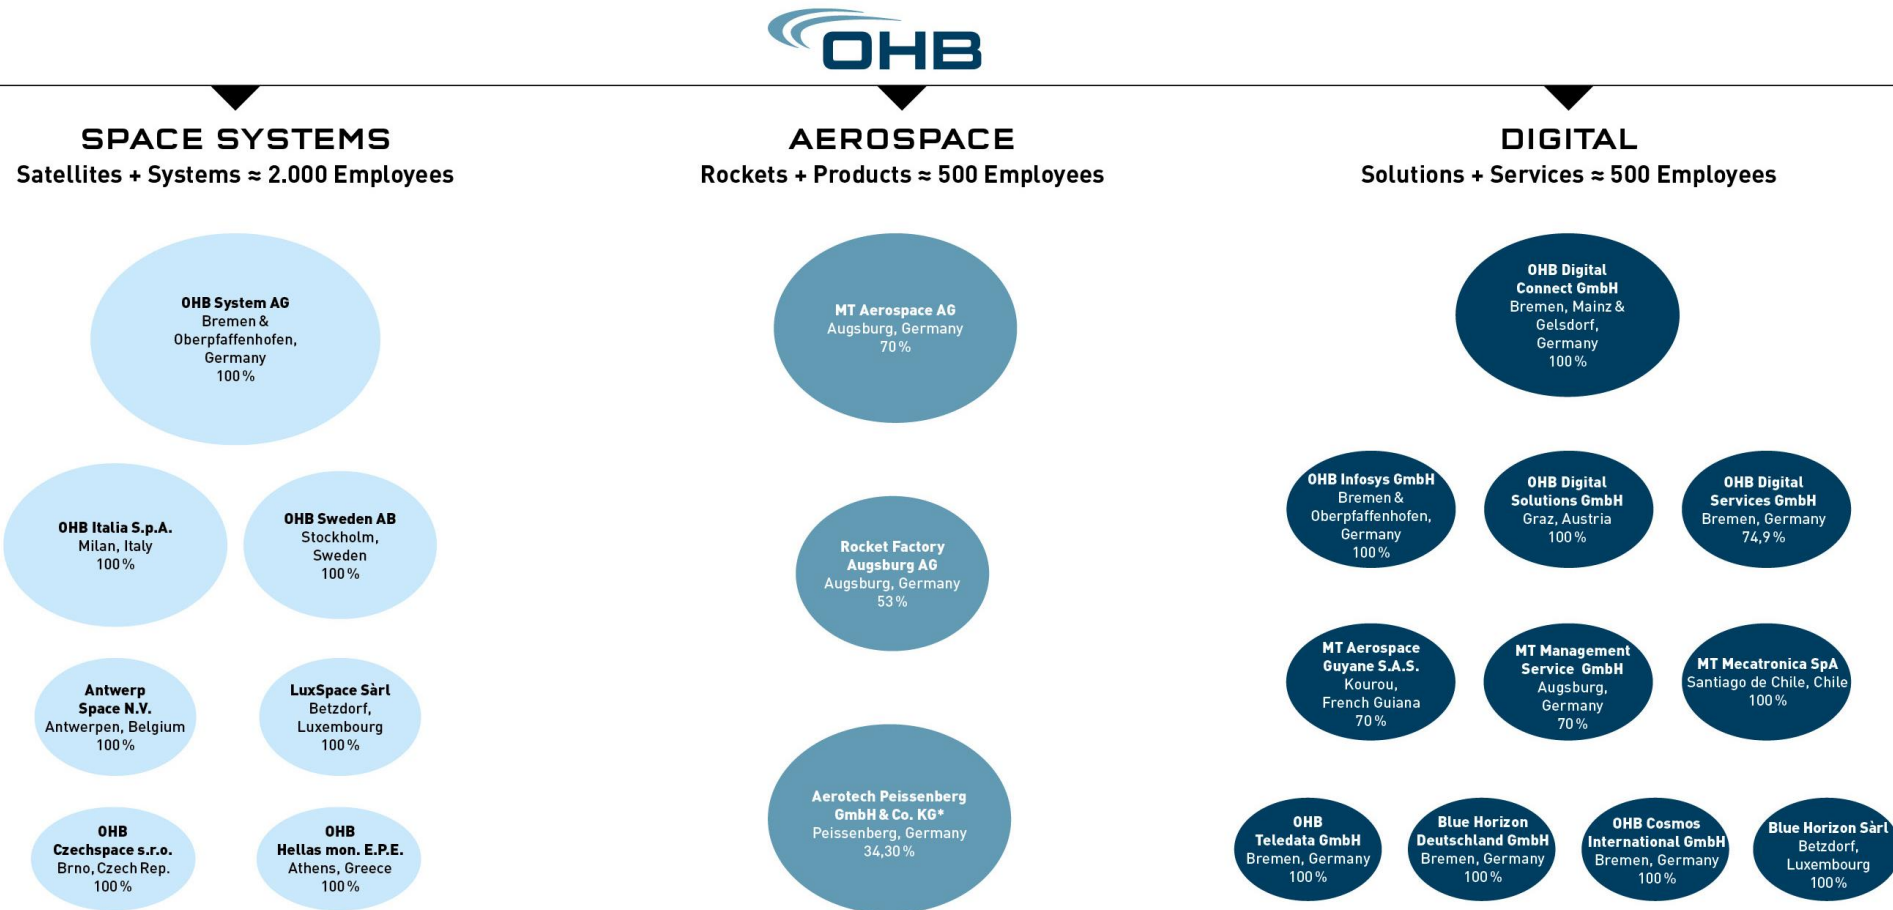 OHB
SPACE SYSTEMS
Satellites + Systems ≈ 2.000 Employees
OHB System AG
Bremen &
Oberpfaffenhofen,
Germany
100 %
OHB Italia S.p.A.
Milan, Italy
100 %
OHB Sweden AB
Stockholm,
Sweden
100 %
Antwerp
Space N.V.
Antwerpen, Belgium
100 %
LuxSpace Sàrl
Betzdorf,
Luxembourg
100 %
OHB
Czechspace s.r.o.
Brno, Czech Rep.
100 %
OHB
Hellas mon. E.P.E.
Athens, Greece
100 %
AEROSPACE
Rockets + Products ≈ 500 Employees
MT Aerospace AG
Augsburg, Germany
70 %
Rocket Factory
Augsburg AG
Augsburg, Germany
53 %
Aerotech Peissenberg
GmbH & Co. KG*
Peissenberg, Germany
34,30 %
DIGITAL
Solutions + Services ≈ 500 Employees
OHB Digital
Connect GmbH
Bremen, Mainz &
Gelsdorf,
Germany
100 %
OHB Infosys GmbH
Bremen &
Oberpfaffenhofen,
Germany
100 %
OHB Digital
Solutions GmbH
Graz, Austria
100 %
OHB Digital
Services GmbH
Bremen, Germany
74,9 %
MT Aerospace
Guyane S.A.S.
Kourou,
French Guiana
70 %
MT Management
Service GmbH
Augsburg,
Germany
70 %
MT Mecatronica SpA
Santiago de Chile, Chile
100 %
OHB
Teledata GmbH
Bremen, Germany
100 %
Blue Horizon
Deutschland GmbH
Bremen, Germany
100 %
OHB Cosmos
International GmbH
Bremen, Germany
100 %
Blue Horizon Sàrl
Betzdorf,
Luxembourg
100 %